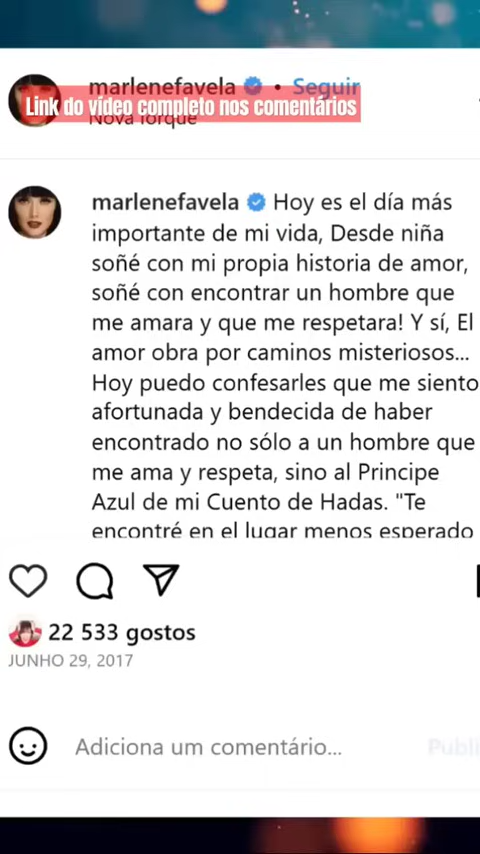 marlenefavela • Seguir
Link do vídeo completo nos comentários
Nova Iorque
marlenefavela Hoy es el día más
importante de mi vida, Desde niña
soñé con mi propia historia de amor,
soñé con encontrar un hombre que
me amara y que me respetara! Y sí, El
amor obra por caminos misteriosos...
Hoy puedo confesarles que me siento
afortunada y bendecida de haber
encontrado no sólo a un hombre que
me ama y respeta, sino al Principe
Azul de mi Cuento de Hadas. "Te
encontré en el lugar menos esperado
22 533 gostos
JUNHO 29, 2017
Adiciona um comentário... Publi